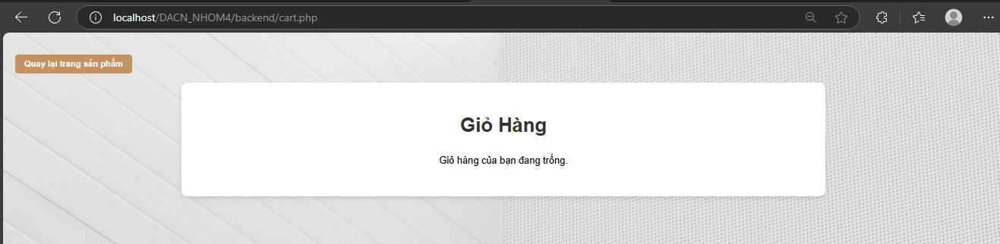 localhost/DACN_NHOM4/backend/cart.php
Quay lại trang sản phẩm
Giỏ Hàng
Giỏ hàng của bạn đang trống.